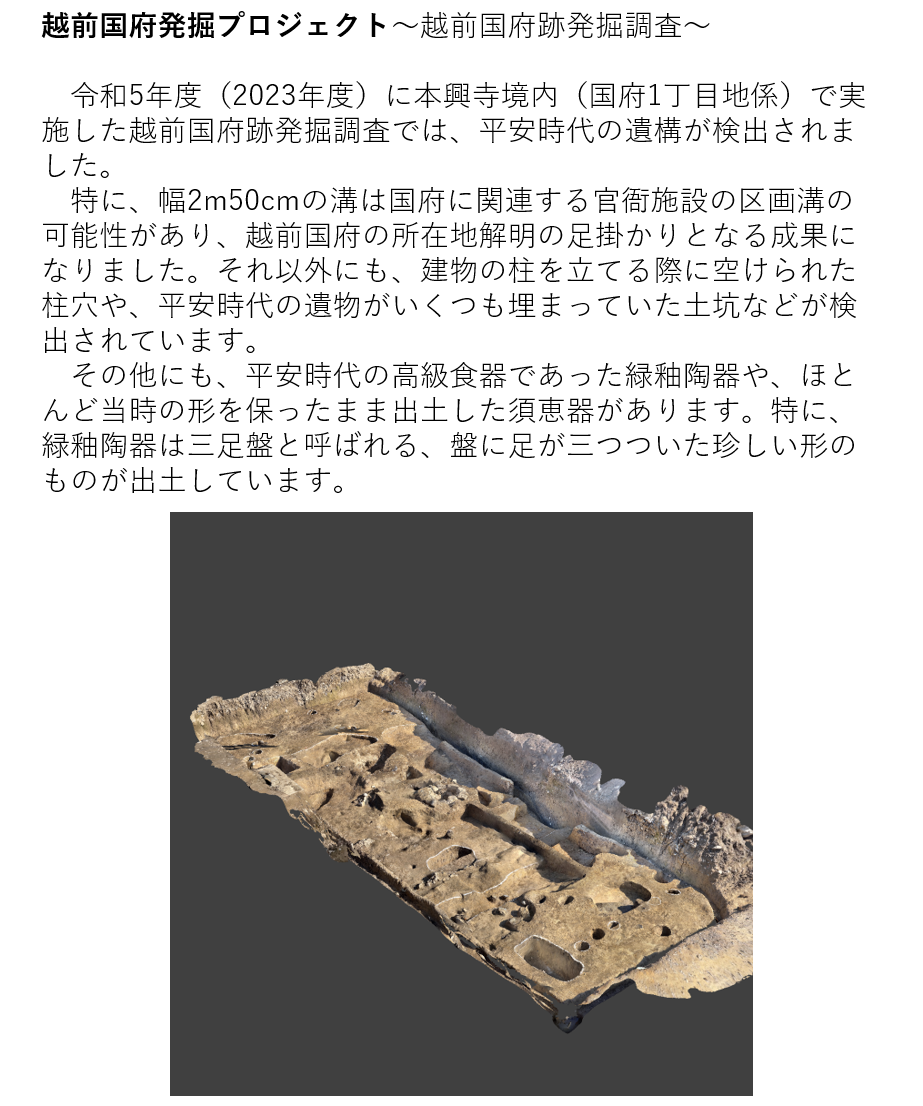 越前国府発掘プロジェクト～越前国府跡発掘調査～
　令和5年度（2023年度）に本興寺境内（国府1丁目地係）で実
施した越前国府跡発掘調査では、平安時代の遺構が検出されま
した。
　特に、幅2m50cmの溝は国府に関連する官衙施設の区画溝の
可能性があり、越前国府の所在地解明の足掛かりとなる成果に
なりました。それ以外にも、建物の柱を立てる際に空けられた
柱穴や、平安時代の遺物がいくつも埋まっていた土坑などが検
出されています。
　その他にも、平安時代の高級食器であった緑釉陶器や、ほと
んど当時の形を保ったまま出土した須恵器があります。特に、
緑釉陶器は三足盤と呼ばれる、盤に足が三つついた珍しい形の
ものが出土しています。